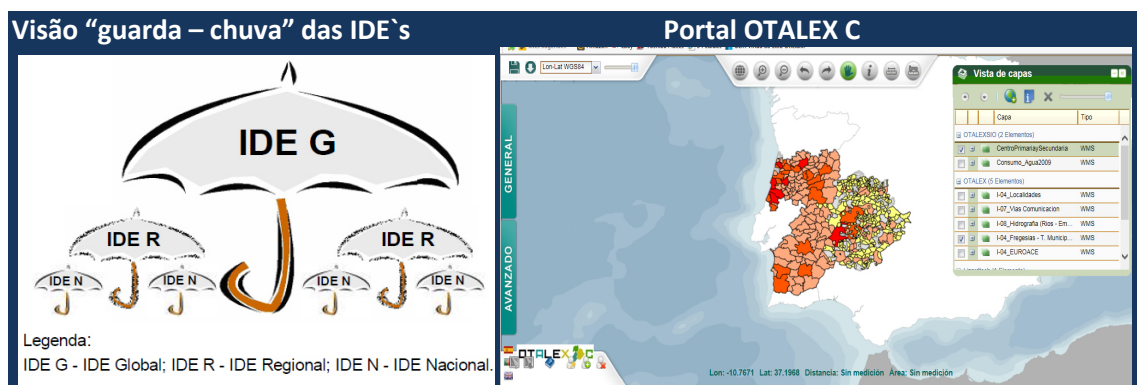 Visão “guarda – chuva” das IDE`s
Portal OTALEX C
IDE G
IDE R
IDE R
IDE N
IDE N
IDE N
IDE N
Legenda:
IDE G - IDE Global; IDE R - IDE Regional; IDE N - IDE Nacional.
Lon-Lat WGS84
GENERAL
AVANZADO
Vista de capas
Capa Tipo
OTALEXSIO (2 Elementos)
CentroPrimariaySecundaria WMS
Consumo_Agua2009 WMS
OTALEX (5 Elementos)
I-04_Localidades WMS
I-07_Vias Comunicacion WMS
I-08_Hidrografía (Rios - Em... WMS
I-04_Fregesias - T. Municip... WMS
I-04_EUROACE WMS
OTALEX C
Lon: -10.7671 Lat: 37.1968 Distancia: Sin medición Área: Sin medición